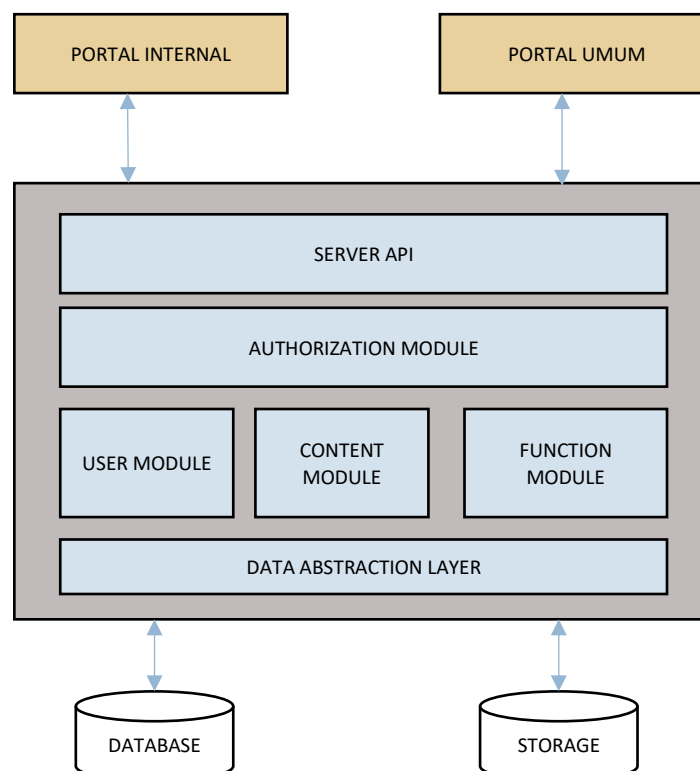 PORTAL INTERNAL
PORTAL UMUM
SERVER API
AUTHORIZATION MODULE
USER MODULE
CONTENT
MODULE
FUNCTION
MODULE
DATA ABSTRACTION LAYER
DATABASE
STORAGE